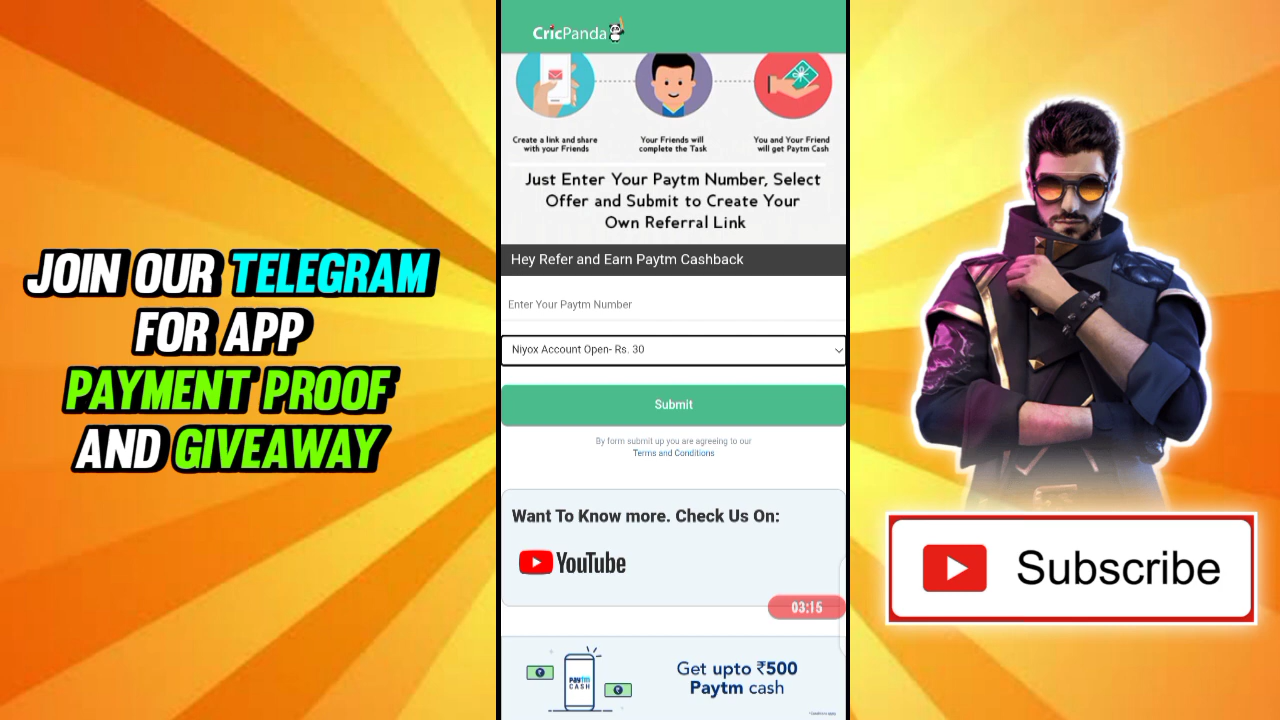 JOIN OUR TELEGRAM
FOR APP
PAYMENT PROOF
AND GIVEAWAY
CricPanda
Create a link and share
with your Friends
Your Friends will
complete the Task
You and Your Friend
will get Paytm Cash
Just Enter Your Paytm Number, Select
Offer and Submit to Create Your
Own Referral Link
Hey Refer and Earn Paytm Cashback
Enter Your Paytm Number
Niyox Account Open- Rs. 30
Submit
By form submit up you are agreeing to our
Terms and Conditions
Want To Know more. Check Us On:
YouTube
03:15
paytm
CASH
Get upto ₹500
Paytm cash
Subscribe